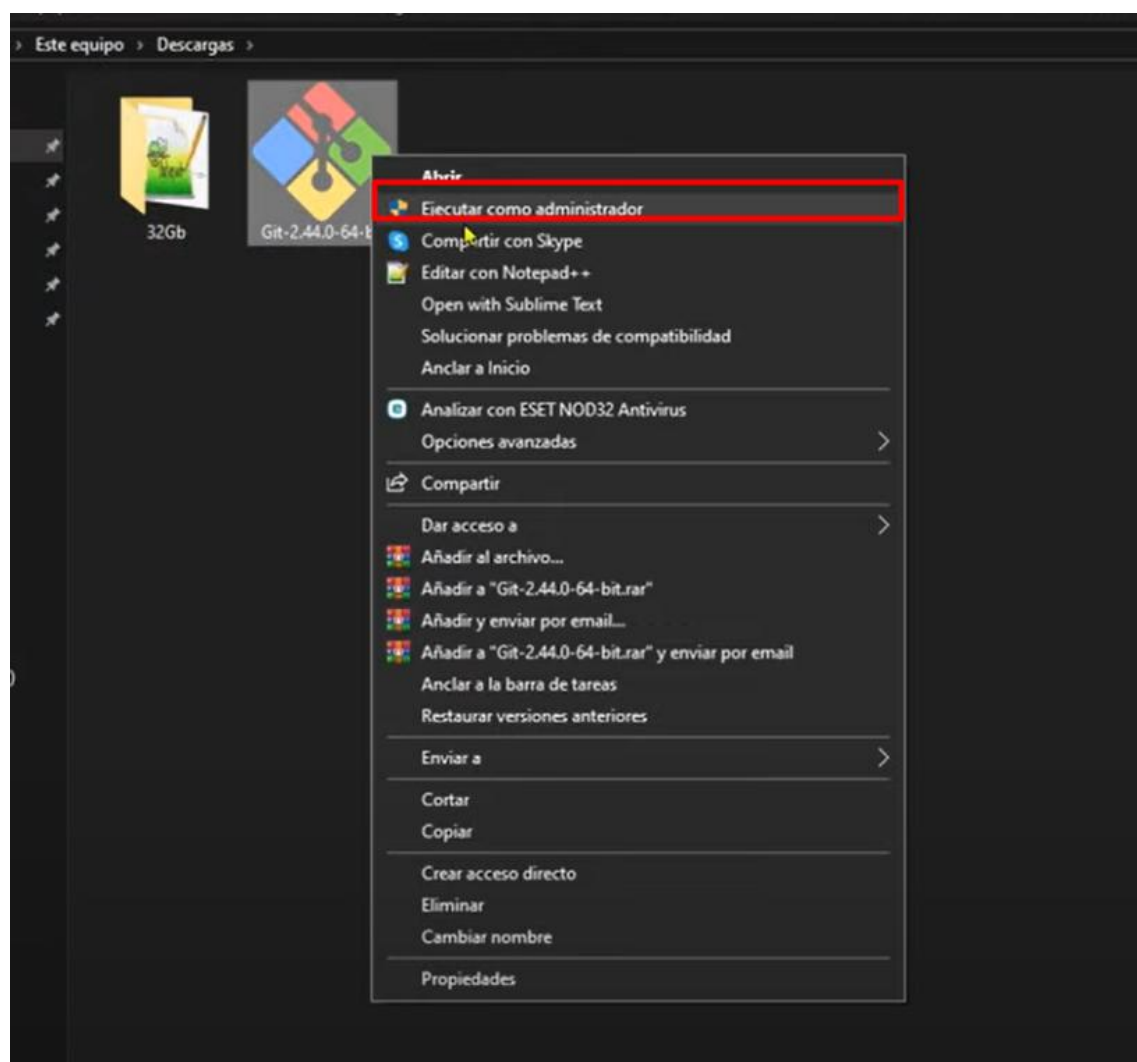 Este equipo > Descargas >
32Gb
Git-2.44.0-64-b
Abrir
Ejecutar como administrador
Compartir con Skype
Editar con Notepad++
Open with Sublime Text
Solucionar problemas de compatibilidad
Anclar a Inicio
Analizar con ESET NOD32 Antivirus
Opciones avanzadas
Compartir
Dar acceso a
Añadir al archivo...
Añadir a "Git-2.44.0-64-bit.rar"
Añadir y enviar por email...
Añadir a "Git-2.44.0-64-bit.rar" y enviar por email
Anclar a la barra de tareas
Restaurar versiones anteriores
Enviar a
Cortar
Copiar
Crear acceso directo
Eliminar
Cambiar nombre
Propiedades